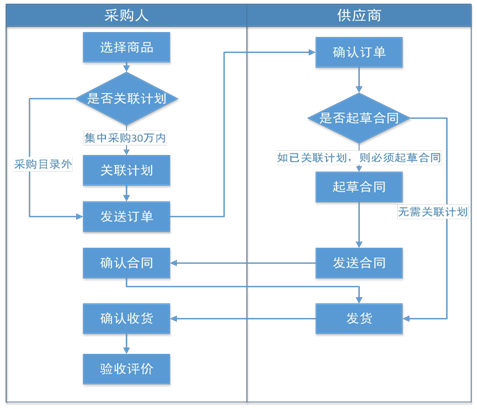 采购人
供应商
选择商品
确认订单
是否关联计划
是否起草合同
集中采购30万内
如已关联计划，则必须起草合同
采购目录外
关联计划
起草合同
发送订单
无需关联计划
确认合同
发送合同
确认收货
发货
验收评价